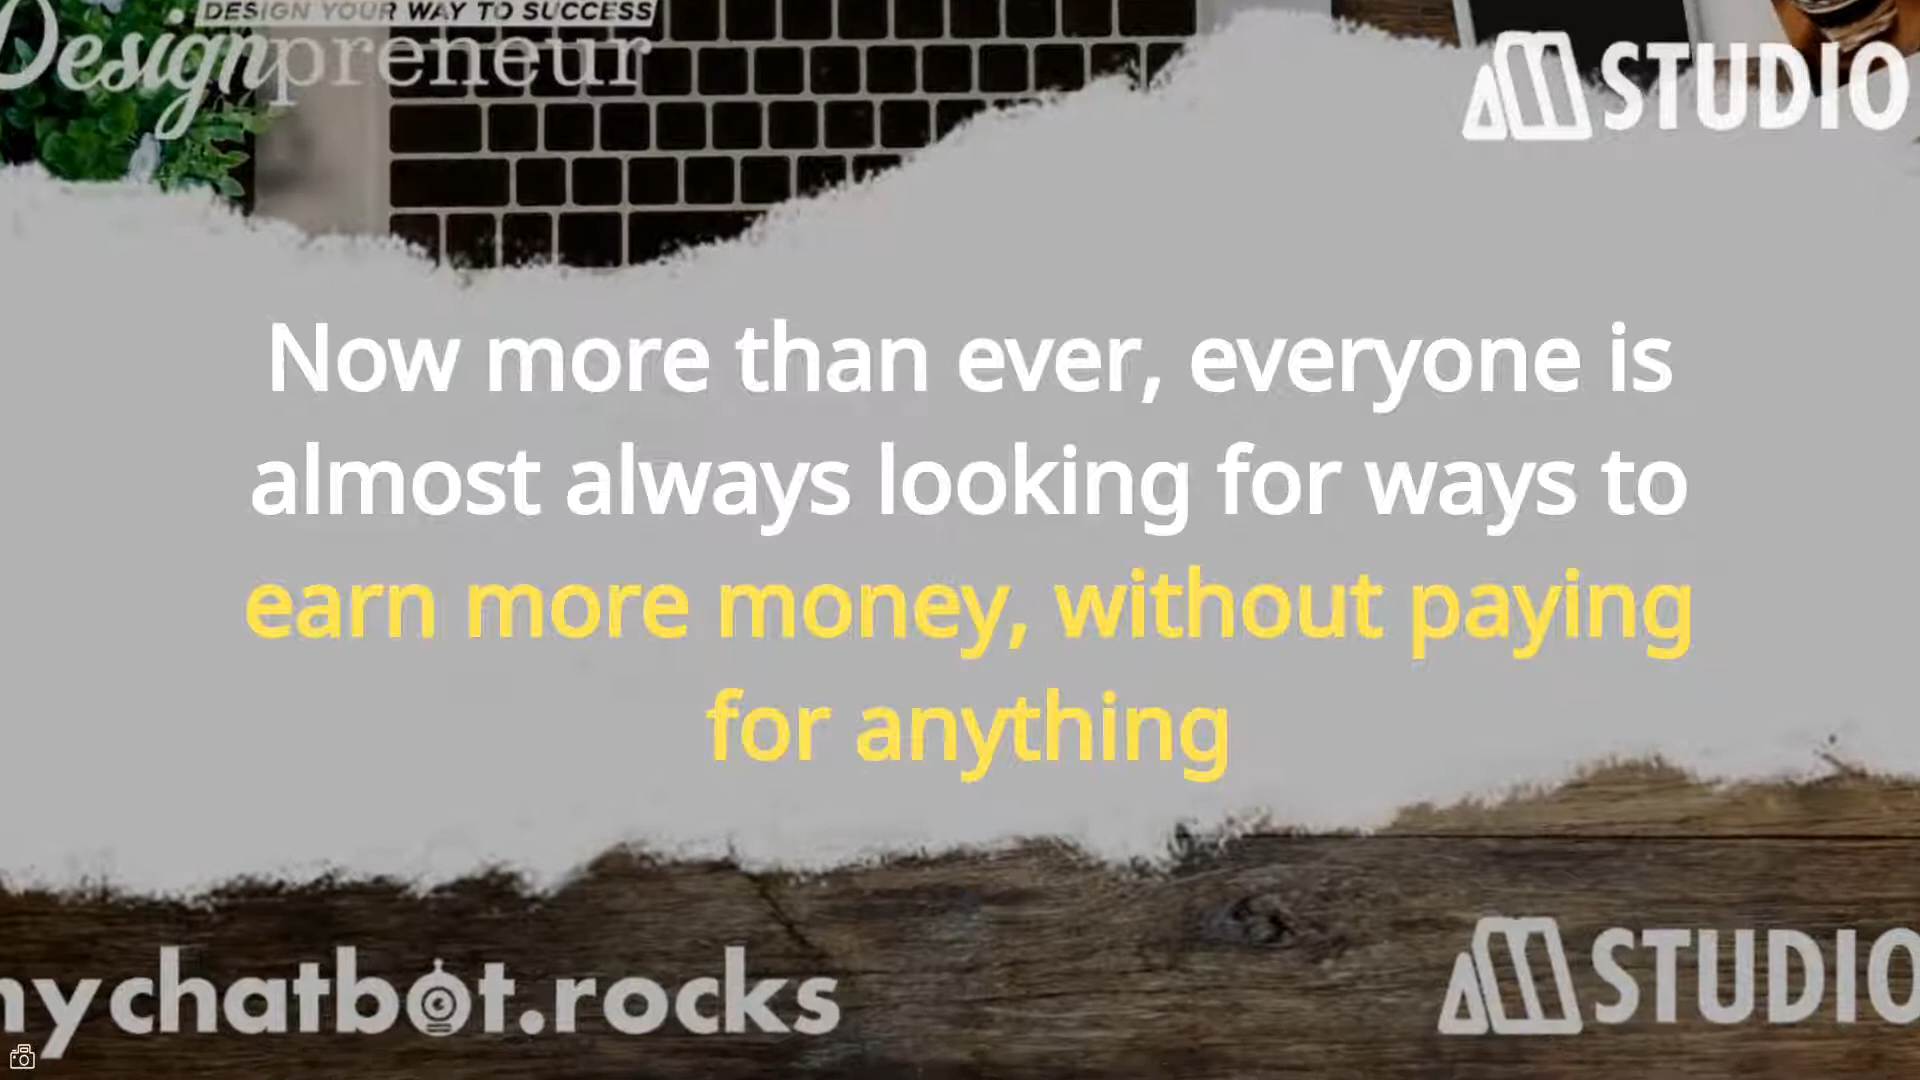 DESIGN YOUR WAY TO SUCCESS
Designpreneur
STUDIO
Now more than ever, everyone is
almost always looking for ways to
earn more money, without paying
for anything
mychatbot.rocks
STUDIO